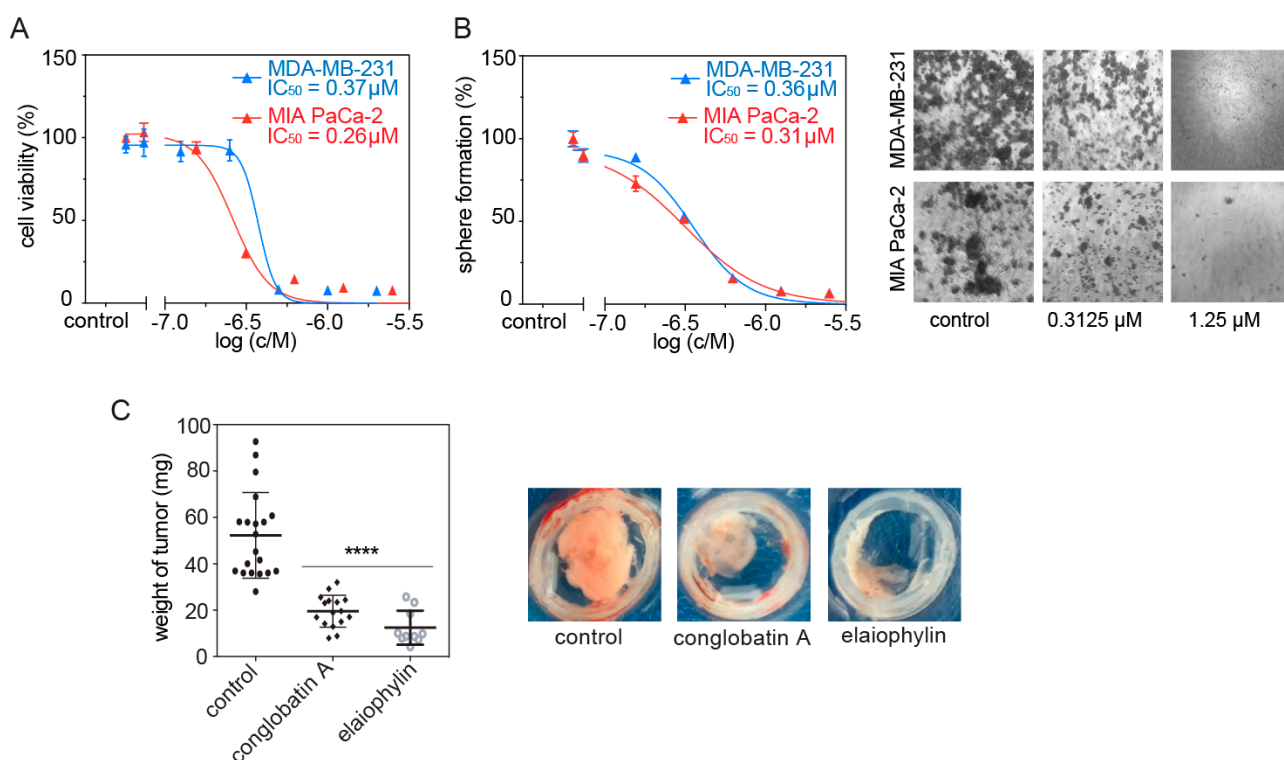 A
150
100
50
0
cell viability (%)
MDA-MB-231
IC₅₀ = 0.37µM
MIA PaCa-2
IC₅₀ = 0.26µM
control
-7.0
-6.5
-6.0
-5.5
log (c/M)
B
150
100
50
0
sphere formation (%)
MDA-MB-231
IC₅₀ = 0.36µM
MIA PaCa-2
IC₅₀ = 0.31µM
control
-7.0
-6.5
-6.0
-5.5
log (c/M)
MDA-MB-231
MIA PaCa-2
control
0.3125 µM
1.25 µM
C
100
80
60
40
20
0
weight of tumor (mg)
****
control
conglobatin A
elaiophylin
control
conglobatin A
elaiophylin